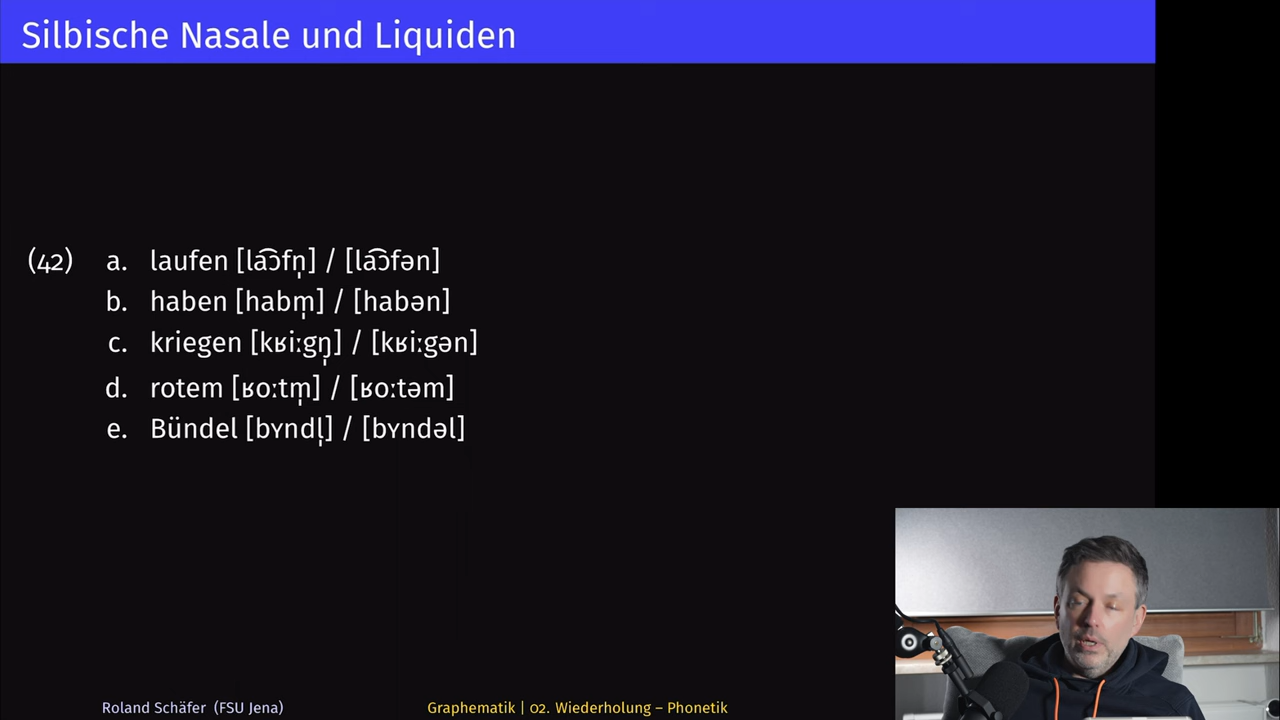 Silbische Nasale und Liquiden
(42) a. laufen [la͡ɔfn̩] / [la͡ɔfən]
b. haben [habm̩] / [habən]
c. kriegen [kʁiːgŋ̩] / [kʁiːgən]
d. rotem [ʁoːtm̩] / [ʁoːtəm]
e. Bündel [bʏndl̩] / [bʏndəl]
Roland Schäfer (FSU Jena) Graphematik | 02. Wiederholung – Phonetik